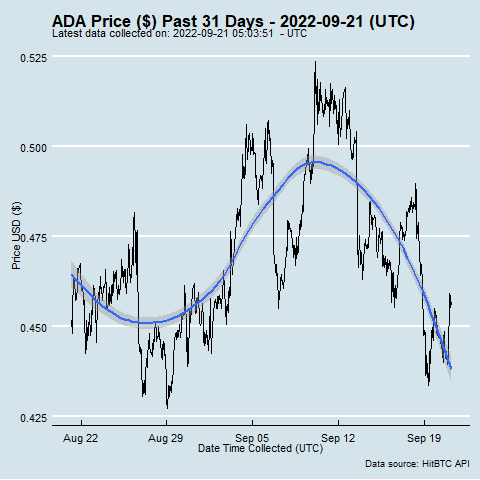 ADA Price ($) Past 31 Days - 2022-09-21 (UTC)
Latest data collected on: 2022-09-21 05:03:51 - UTC
0.525
0.500
0.475
0.450
0.425
Price USD ($)
Aug 22 Aug 29 Sep 05 Sep 12 Sep 19
Date Time Collected (UTC)
Data source: HitBTC API